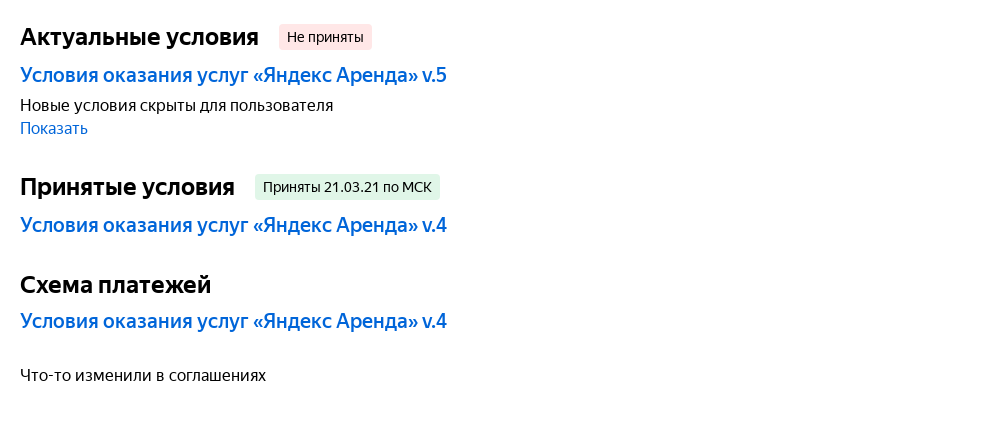 Актуальные условия Не приняты
Условия оказания услуг «Яндекс Аренда» v.5
Новые условия скрыты для пользователя
Показать
Принятые условия Приняты 21.03.21 по МСК
Условия оказания услуг «Яндекс Аренда» v.4
Схема платежей
Условия оказания услуг «Яндекс Аренда» v.4
Что-то изменили в соглашениях